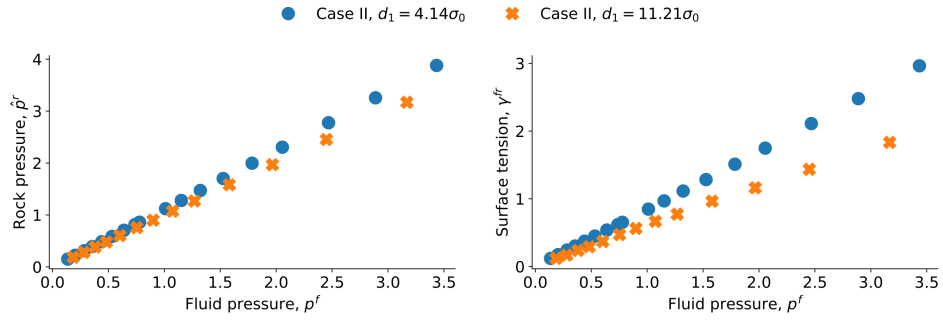 Case II, d₁ = 4.14σ₀
Case II, d₁ = 11.21σ₀
Rock pressure, p̂ʳ
4
3
2
1
0
0.0 0.5 1.0 1.5 2.0 2.5 3.0 3.5
Fluid pressure, pᶠ
Surface tension, γᶠʳ
3
2
1
0
0.0 0.5 1.0 1.5 2.0 2.5 3.0 3.5
Fluid pressure, pᶠ